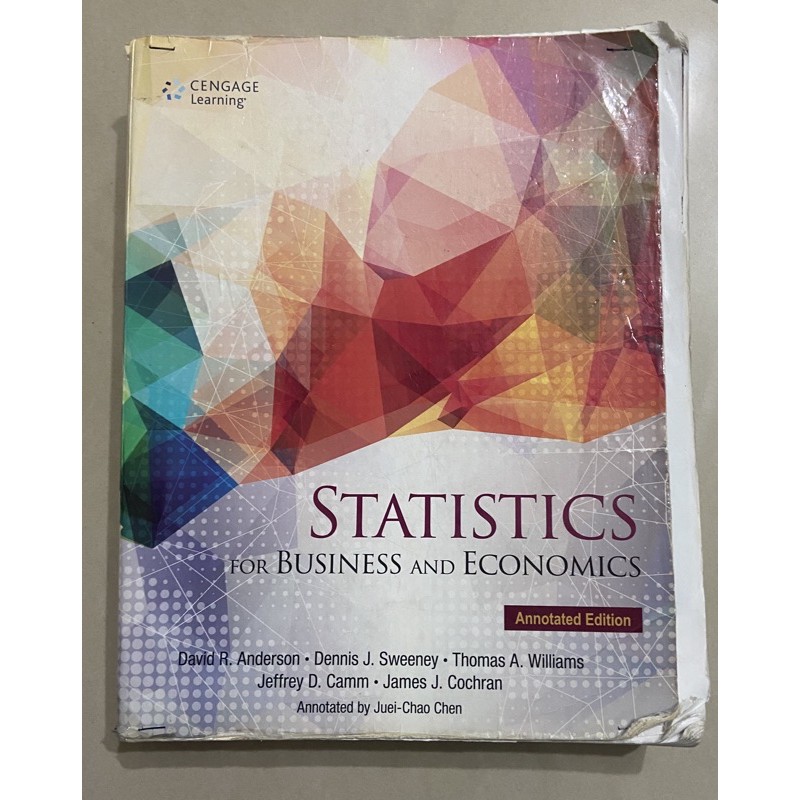 CENGAGE
Learning
STATISTICS
FOR BUSINESS AND ECONOMICS
Annotated Edition
David R. Anderson • Dennis J. Sweeney • Thomas A. Williams
Jeffrey D. Camm • James J. Cochran
Annotated by Juei-Chao Chen